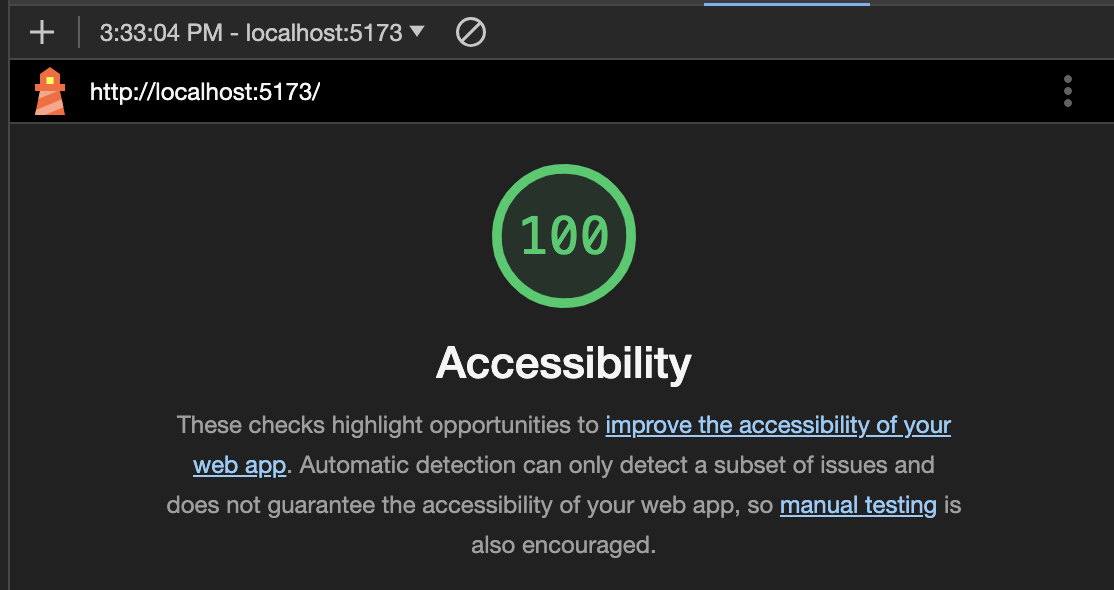 3:33:04 PM - localhost:5173
http://localhost:5173/
100
Accessibility
These checks highlight opportunities to improve the accessibility of your
web app. Automatic detection can only detect a subset of issues and
does not guarantee the accessibility of your web app, so manual testing is
also encouraged.